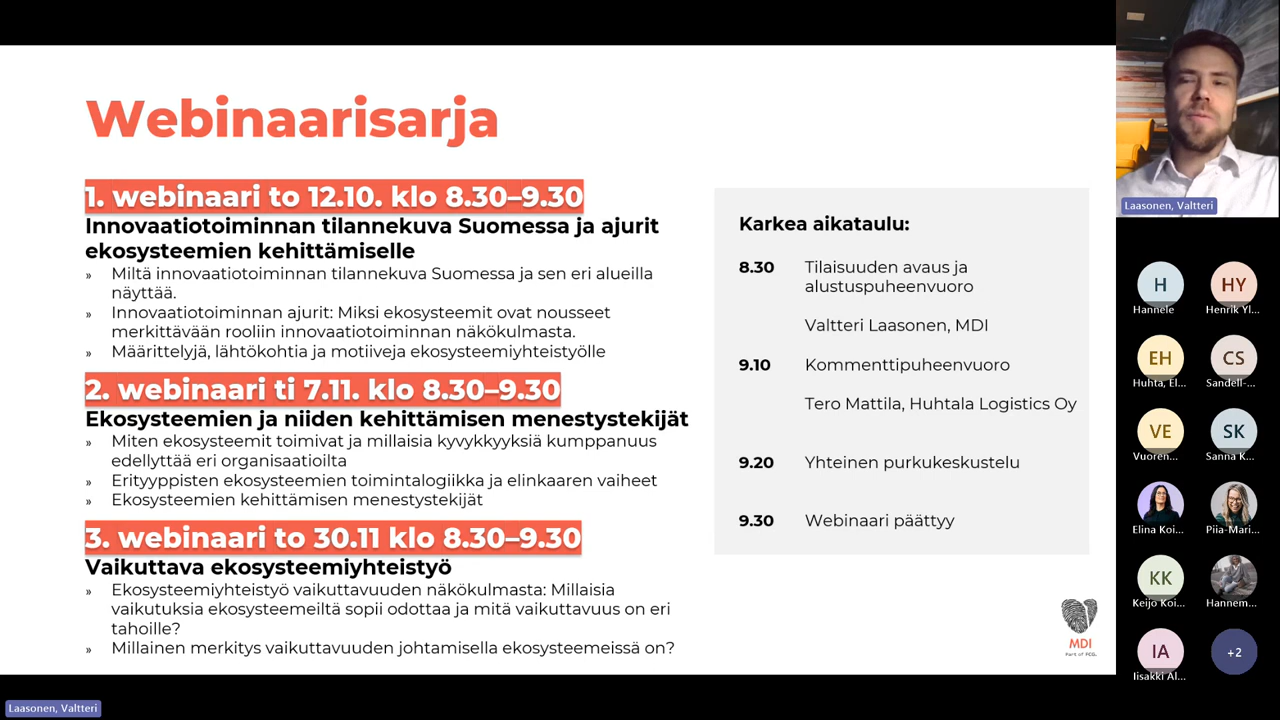 Webinaarisarja
1. webinaari to 12.10. klo 8.30–9.30
Innovaatiotoiminnan tilannekuva Suomessa ja ajurit
ekosysteemien kehittämiselle
» Miltä innovaatiotoiminnan tilannekuva Suomessa ja sen eri alueilla
näyttää.
» Innovaatiotoiminnan ajurit: Miksi ekosysteemit ovat nousseet
merkittävään rooliin innovaatiotoiminnan näkökulmasta.
» Määrittelyjä, lähtökohtia ja motiiveja ekosysteemiyhteistyölle
2. webinaari ti 7.11. klo 8.30–9.30
Ekosysteemien ja niiden kehittämisen menestystekijät
» Miten ekosysteemit toimivat ja millaisia kyvykkyyksiä kumppanuus
edellyttää eri organisaatioilta
» Erityyppisten ekosysteemien toimintalogiikka ja elinkaaren vaiheet
» Ekosysteemien kehittämisen menestystekijät
3. webinaari to 30.11 klo 8.30–9.30
Vaikuttava ekosysteemiyhteistyö
» Ekosysteemiyhteistyö vaikuttavuuden näkökulmasta: Millaisia
vaikutuksia ekosysteemeiltä sopii odottaa ja mitä vaikuttavuus on eri
tahoille?
» Millainen merkitys vaikuttavuuden johtamisella ekosysteemeissä on?
Karkea aikataulu:
8.30 Tilaisuuden avaus ja
alustuspuheenvuoro
Valtteri Laasonen, MDI
9.10 Kommenttipuheenvuoro
Tero Mattila, Huhtala Logistics Oy
9.20 Yhteinen purkukeskustelu
9.30 Webinaari päättyy
MDI
Part of FCG.
Laasonen, Valtteri
H
Hannele
HY
Henrik Yl...
EH
Huhta, El...
CS
Sandell-...
VE
Vuoren...
SK
Sanna K...
Elina Koi...
Piia-Mari...
KK
Keijo Koi...
Hannem...
IA
Iisakki Al...
+2
Laasonen, Valtteri